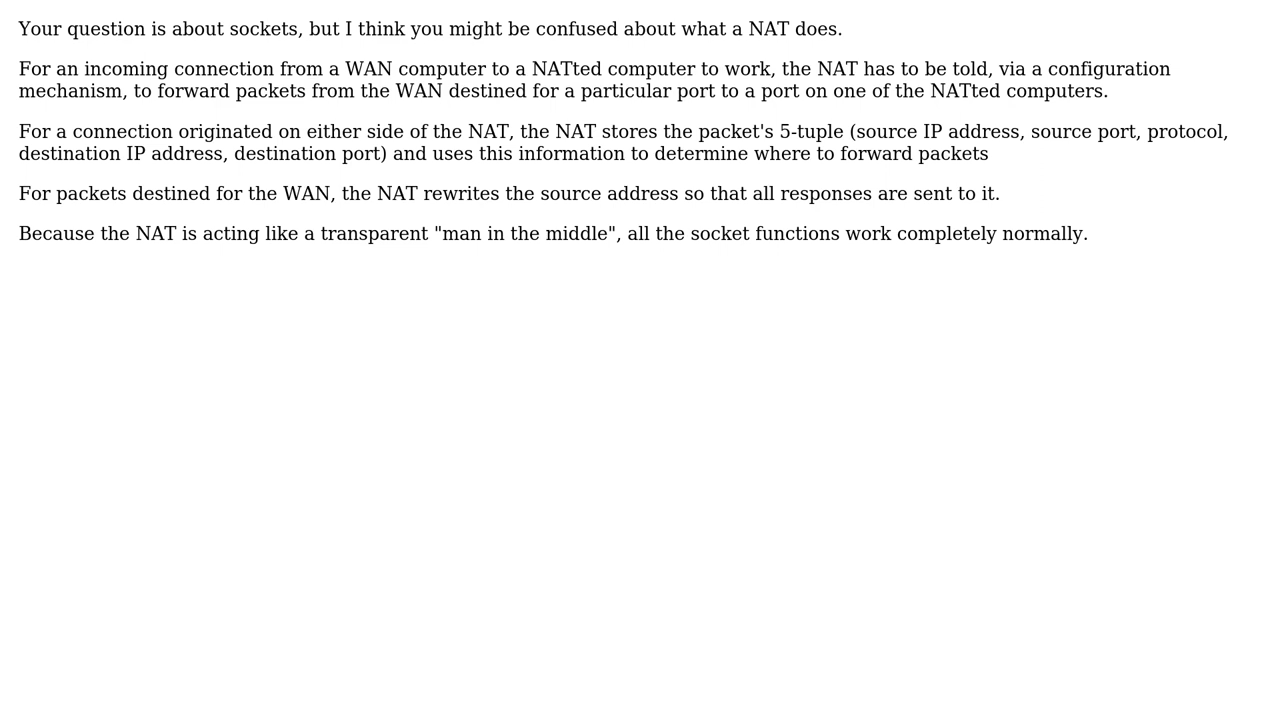 Your question is about sockets, but I think you might be confused about what a NAT does.
For an incoming connection from a WAN computer to a NATted computer to work, the NAT has to be told, via a configuration
mechanism, to forward packets from the WAN destined for a particular port to a port on one of the NATted computers.
For a connection originated on either side of the NAT, the NAT stores the packet's 5-tuple (source IP address, source port, protocol,
destination IP address, destination port) and uses this information to determine where to forward packets
For packets destined for the WAN, the NAT rewrites the source address so that all responses are sent to it.
Because the NAT is acting like a transparent "man in the middle", all the socket functions work completely normally.